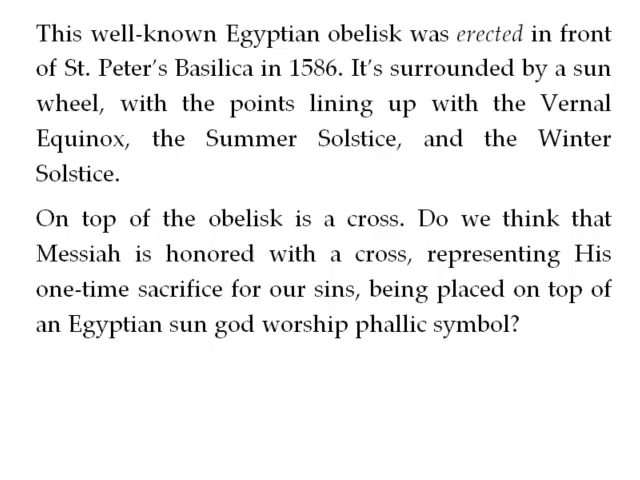 This well-known Egyptian obelisk was erected in front
of St. Peter’s Basilica in 1586. It’s surrounded by a sun
wheel, with the points lining up with the Vernal
Equinox, the Summer Solstice, and the Winter
Solstice.
On top of the obelisk is a cross. Do we think that
Messiah is honored with a cross, representing His
one-time sacrifice for our sins, being placed on top of
an Egyptian sun god worship phallic symbol?